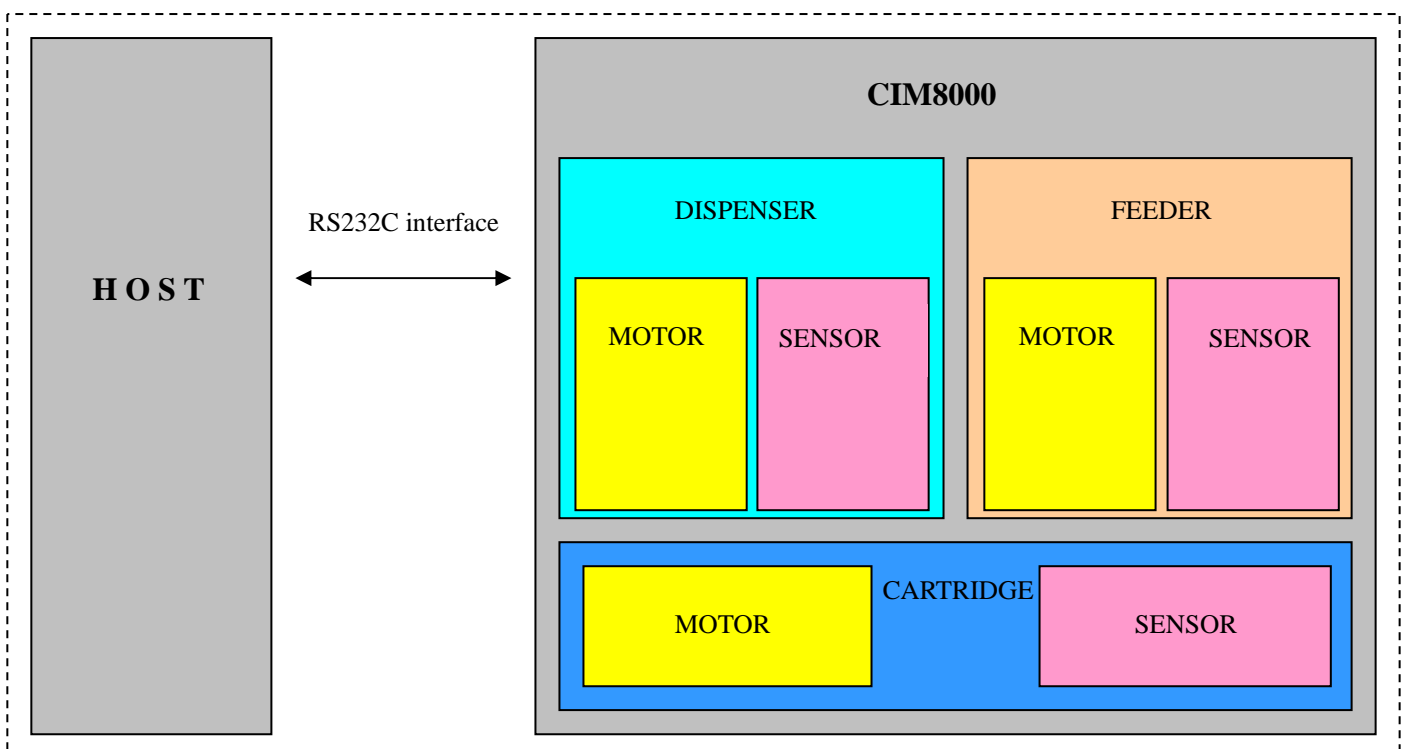 CIM8000
DISPENSER
FEEDER
RS232C interface
H O S T
MOTOR
SENSOR
MOTOR
SENSOR
CARTRIDGE
MOTOR
SENSOR